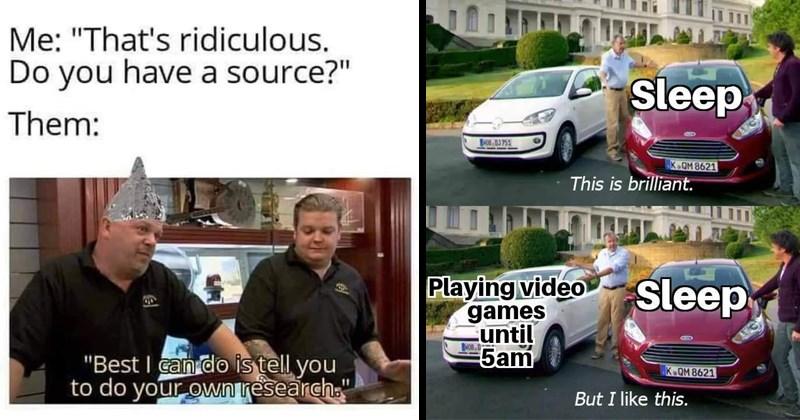 Me: "That's ridiculous.
Do you have a source?"
Them:
"Best I can do is tell you
to do your own research."
Sleep
K QM 8621
This is brilliant.
Playing video
games
until
5am
Sleep
K QM 8621
But I like this.